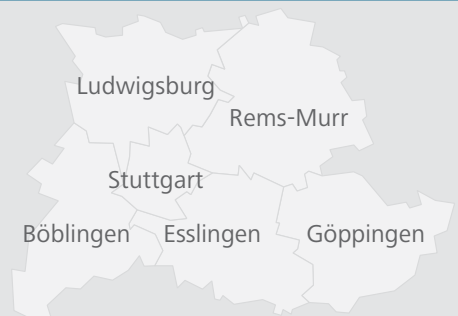 Ludwigsburg
Rems-Murr
Stuttgart
Böblingen
Esslingen
Göppingen